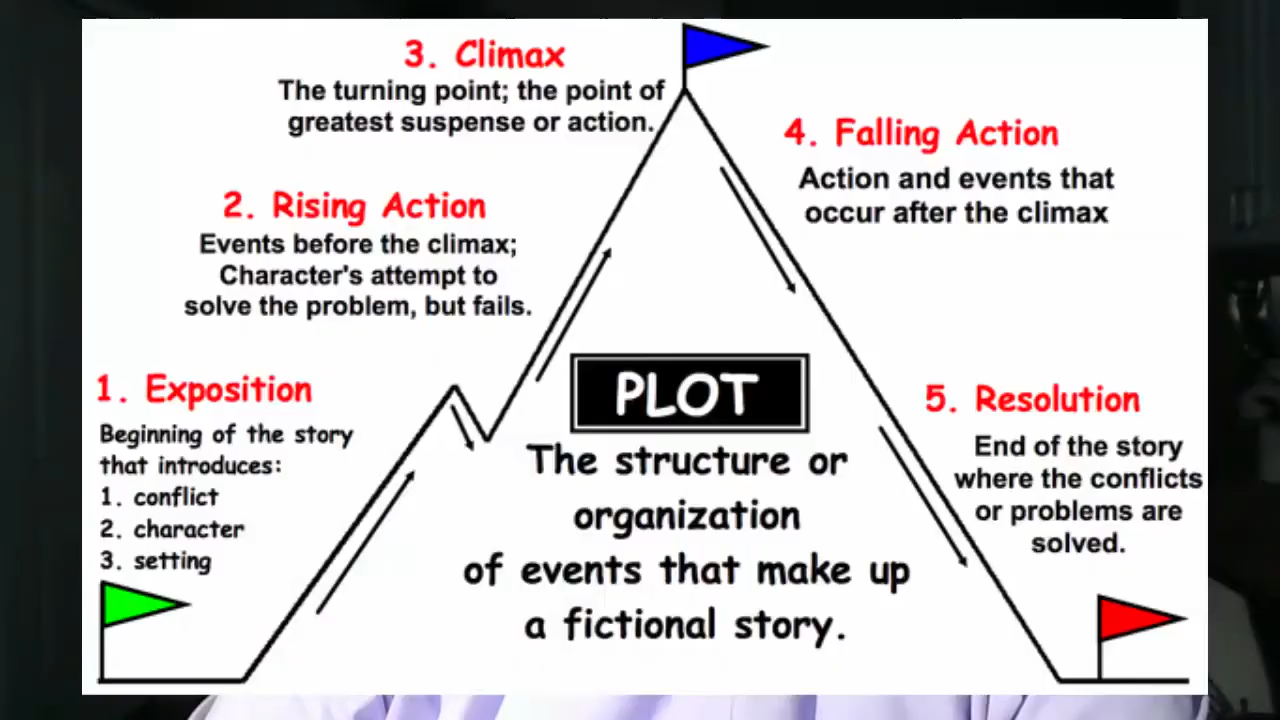 3. Climax
The turning point; the point of
greatest suspense or action.
4. Falling Action
Action and events that
occur after the climax
2. Rising Action
Events before the climax;
Character's attempt to
solve the problem, but fails.
1. Exposition
Beginning of the story
that introduces:
1. conflict
2. character
3. setting
PLOT
The structure or
organization
of events that make up
a fictional story.
5. Resolution
End of the story
where the conflicts
or problems are
solved.